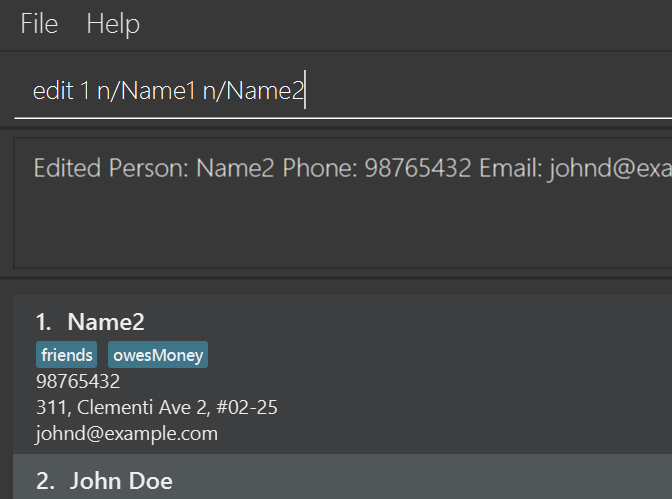 File Help
edit 1 n/Name1 n/Name2
Edited Person: Name2 Phone: 98765432 Email: johnd@exa
1. Name2
friends owesMoney
98765432
311, Clementi Ave 2, #02-25
johnd@example.com
2. John Doe